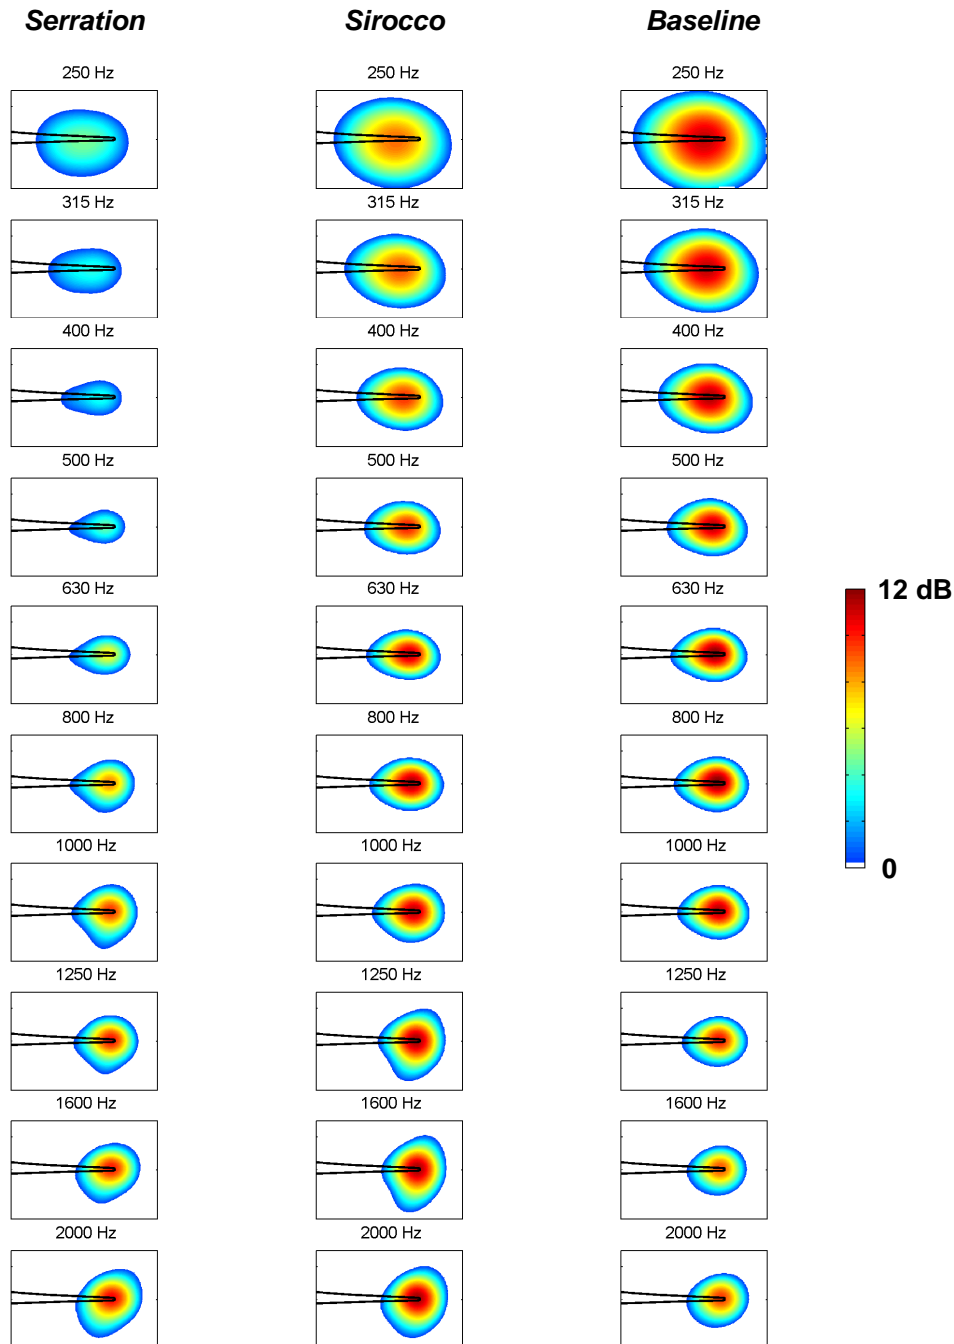 Serration Sirocco Baseline
250 Hz 250 Hz 250 Hz
315 Hz 315 Hz 315 Hz
400 Hz 400 Hz 400 Hz
500 Hz 500 Hz 500 Hz
630 Hz 630 Hz 630 Hz
12 dB
800 Hz 800 Hz 800 Hz
1000 Hz 1000 Hz 1000 Hz
0
1250 Hz 1250 Hz 1250 Hz
1600 Hz 1600 Hz 1600 Hz
2000 Hz 2000 Hz 2000 Hz